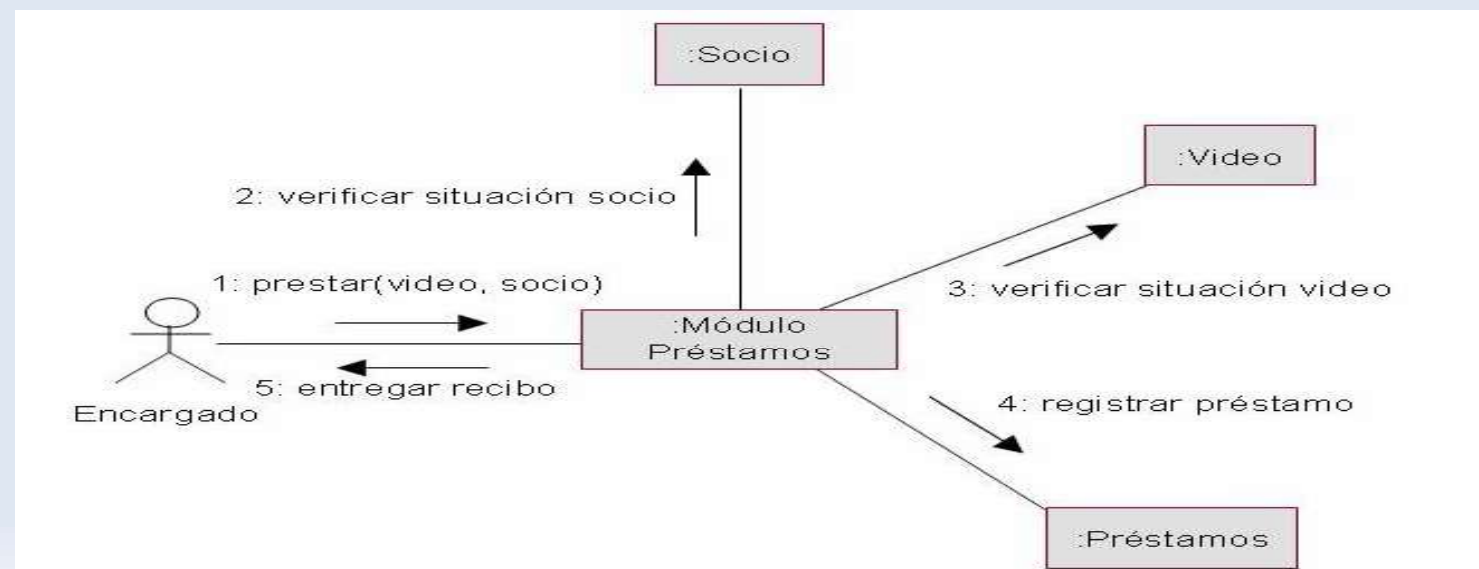 :Socio
:Video
2: verificar situación socio
1: prestar(video, socio)
3: verificar situación video
:Módulo
Préstamos
5: entregar recibo
4: registrar préstamo
Encargado
:Préstamos